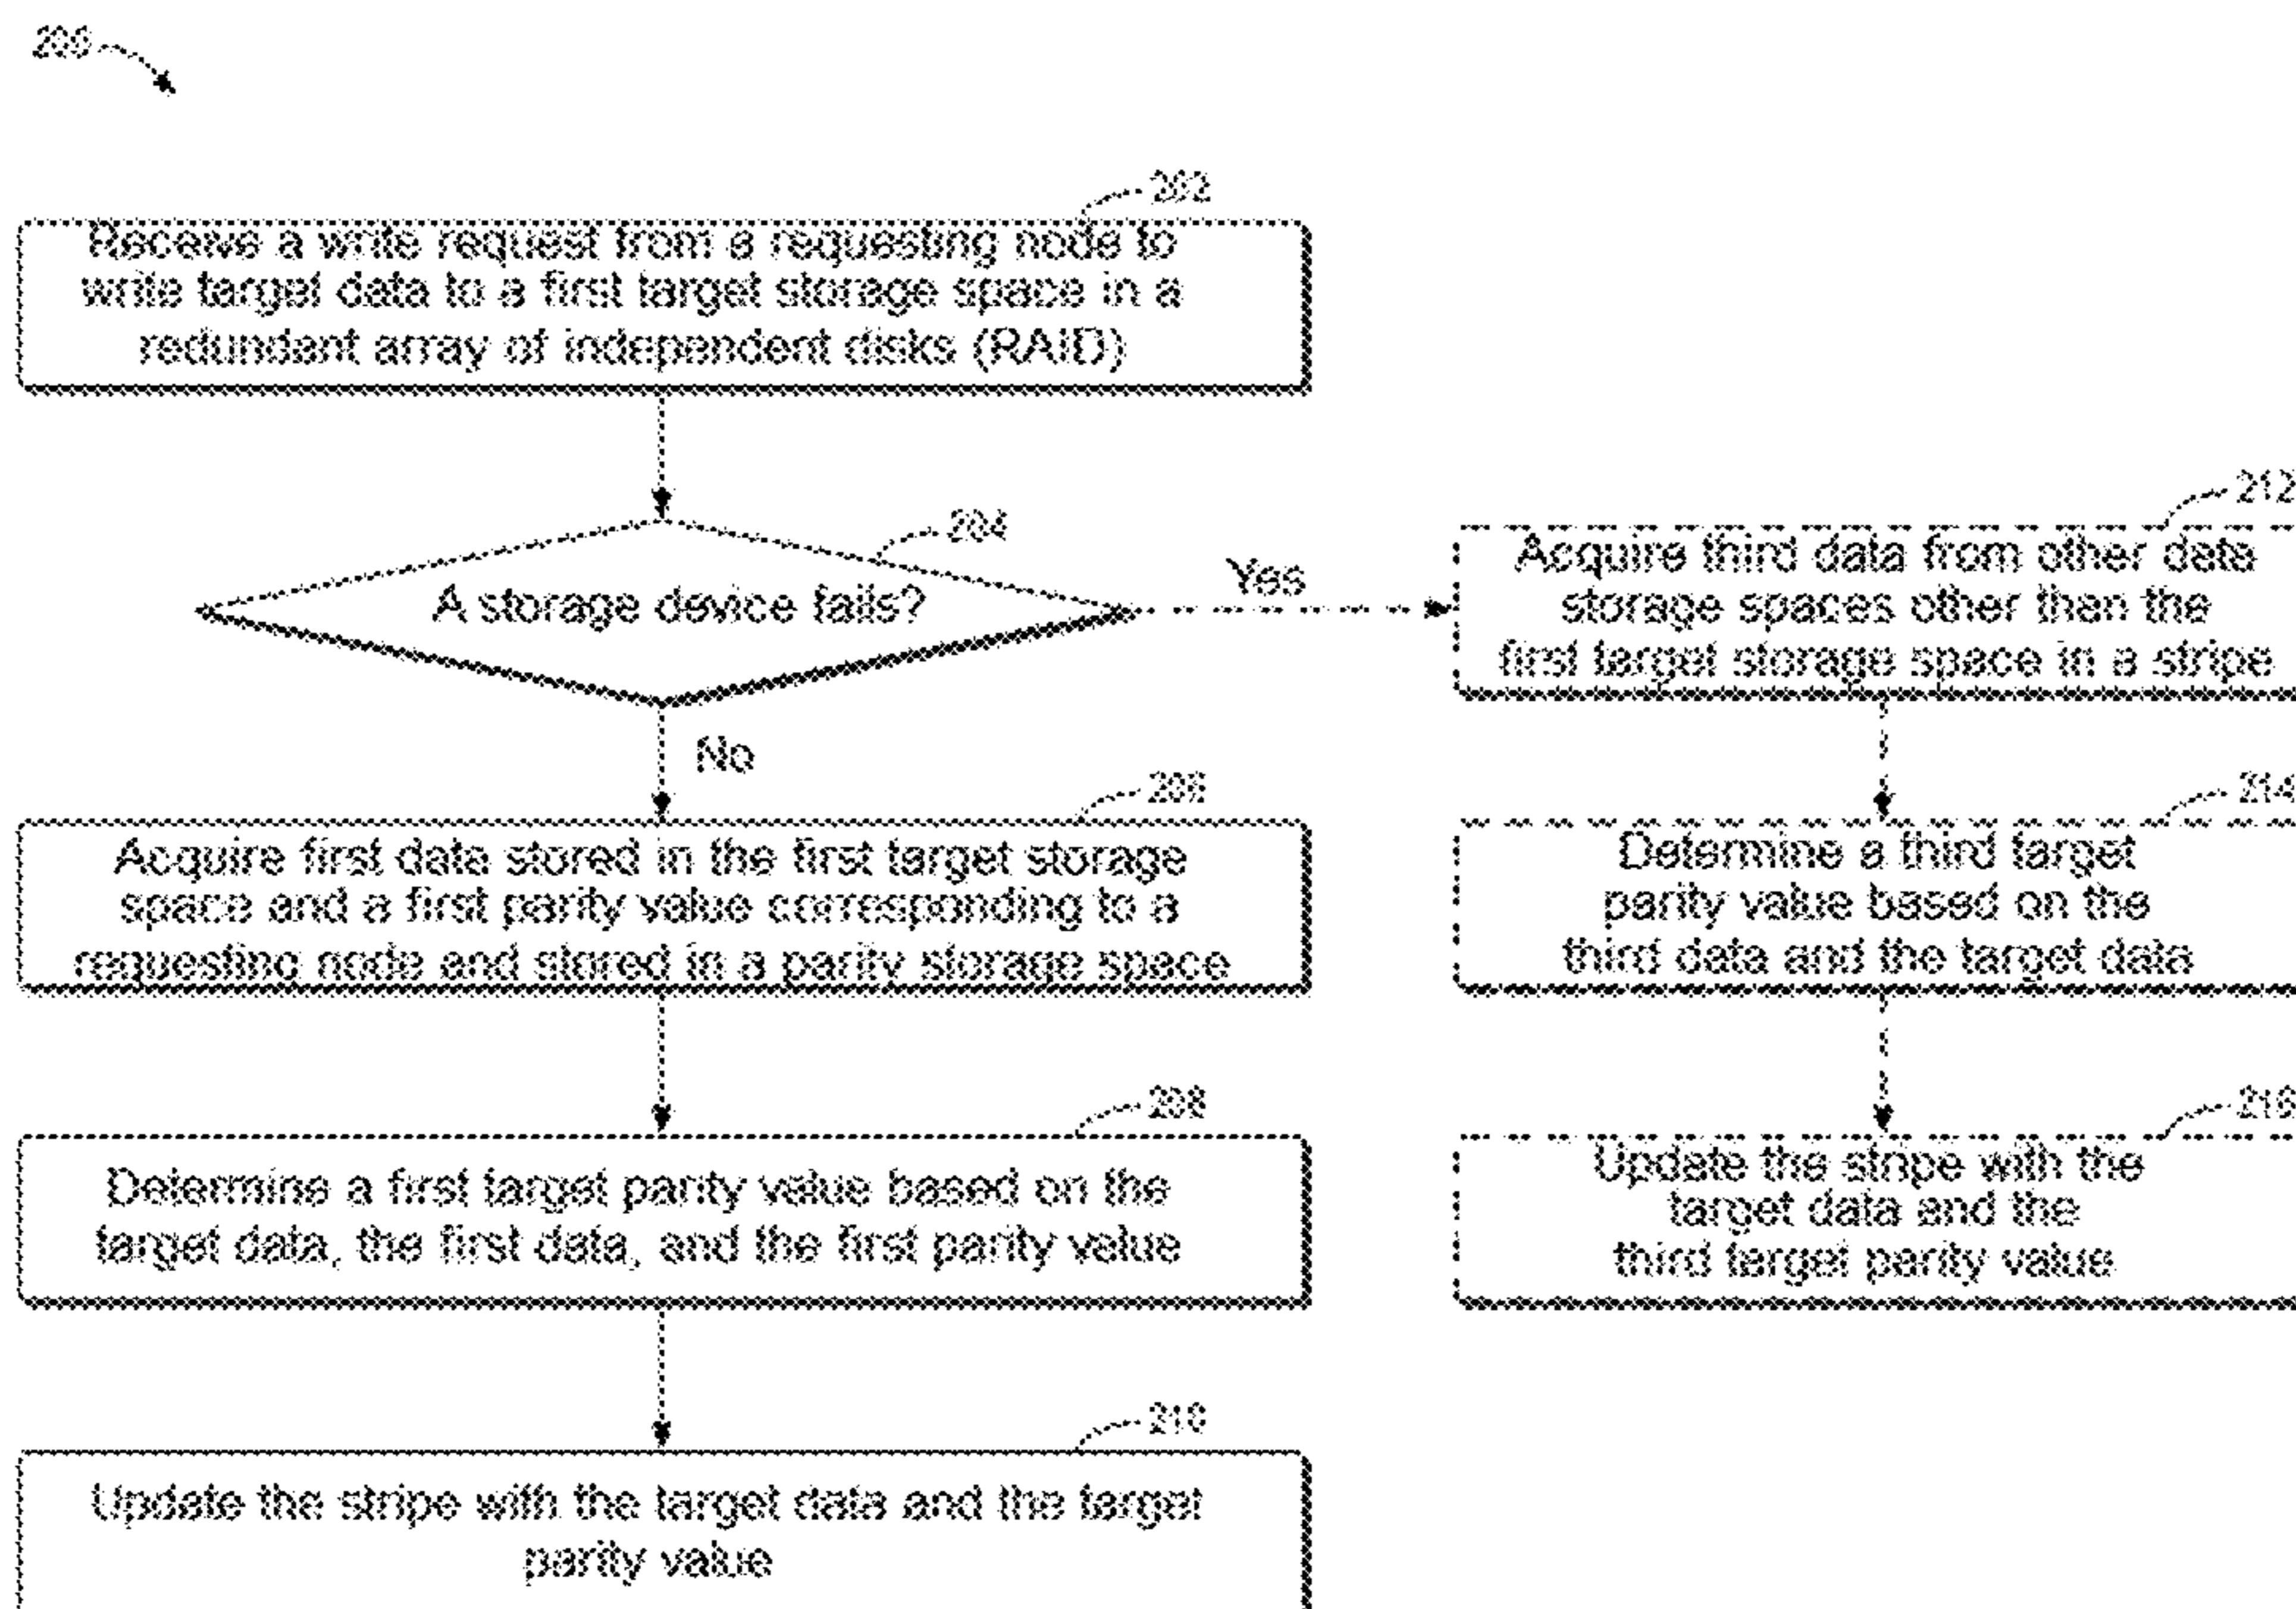 200
202
Receive a write request from a requesting node to
write target data to a first target storage space in a
redundant array of independent disks (RAID)
204
A storage device fails?
Yes
No
212
Acquire third data from other data
storage spaces other than the
first target storage space in a stripe
206
Acquire first data stored in the first target storage
space and a first parity value corresponding to a
requesting node and stored in a parity storage space
214
Determine a third target
parity value based on the
third data and the target data
208
Determine a first target parity value based on the
target data, the first data, and the first parity value
216
Update the stripe with the
target data and the
third target parity value
210
Update the stripe with the target data and the target
parity value